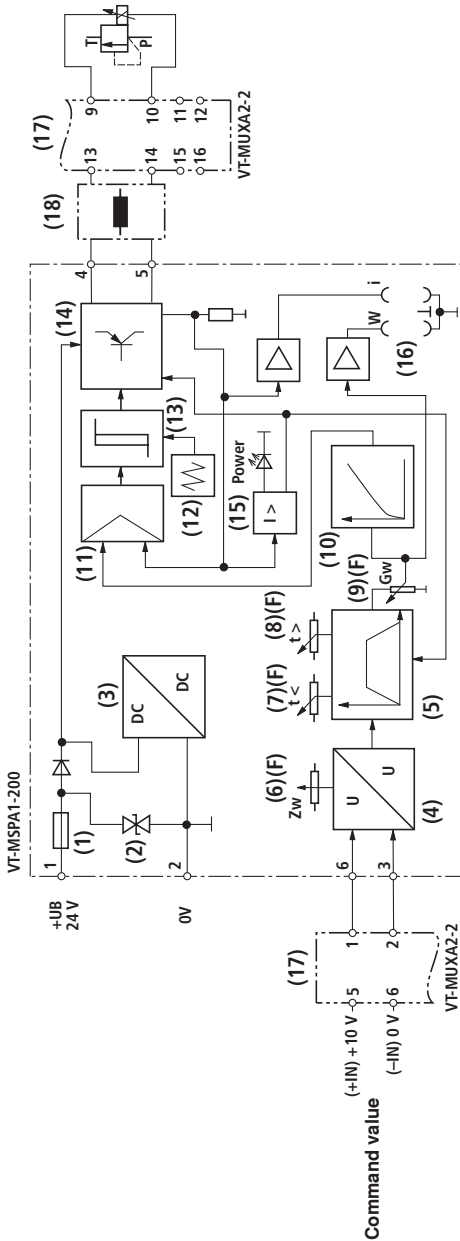 VT-MSPA1-200
+UB
24 V
1
(1)
(2)
2
0V
(3)
DC
DC
(11)
(12)
(13)
(14)
4
5
(18)
(17)
13
14
15
16
9
10
11
12
VT-MUXA2-2
T
P
Power
(15)
I >
W
i
(16)
Command value
(+IN) +10 V
(–IN) 0 V
5
6
(17)
1
2
VT-MUXA2-2
6
3
(4)
U
U
(6)(F)
Zw
(5)
(7)(F)
t <
(8)(F)
t >
(9)(F)
Gw
(10)